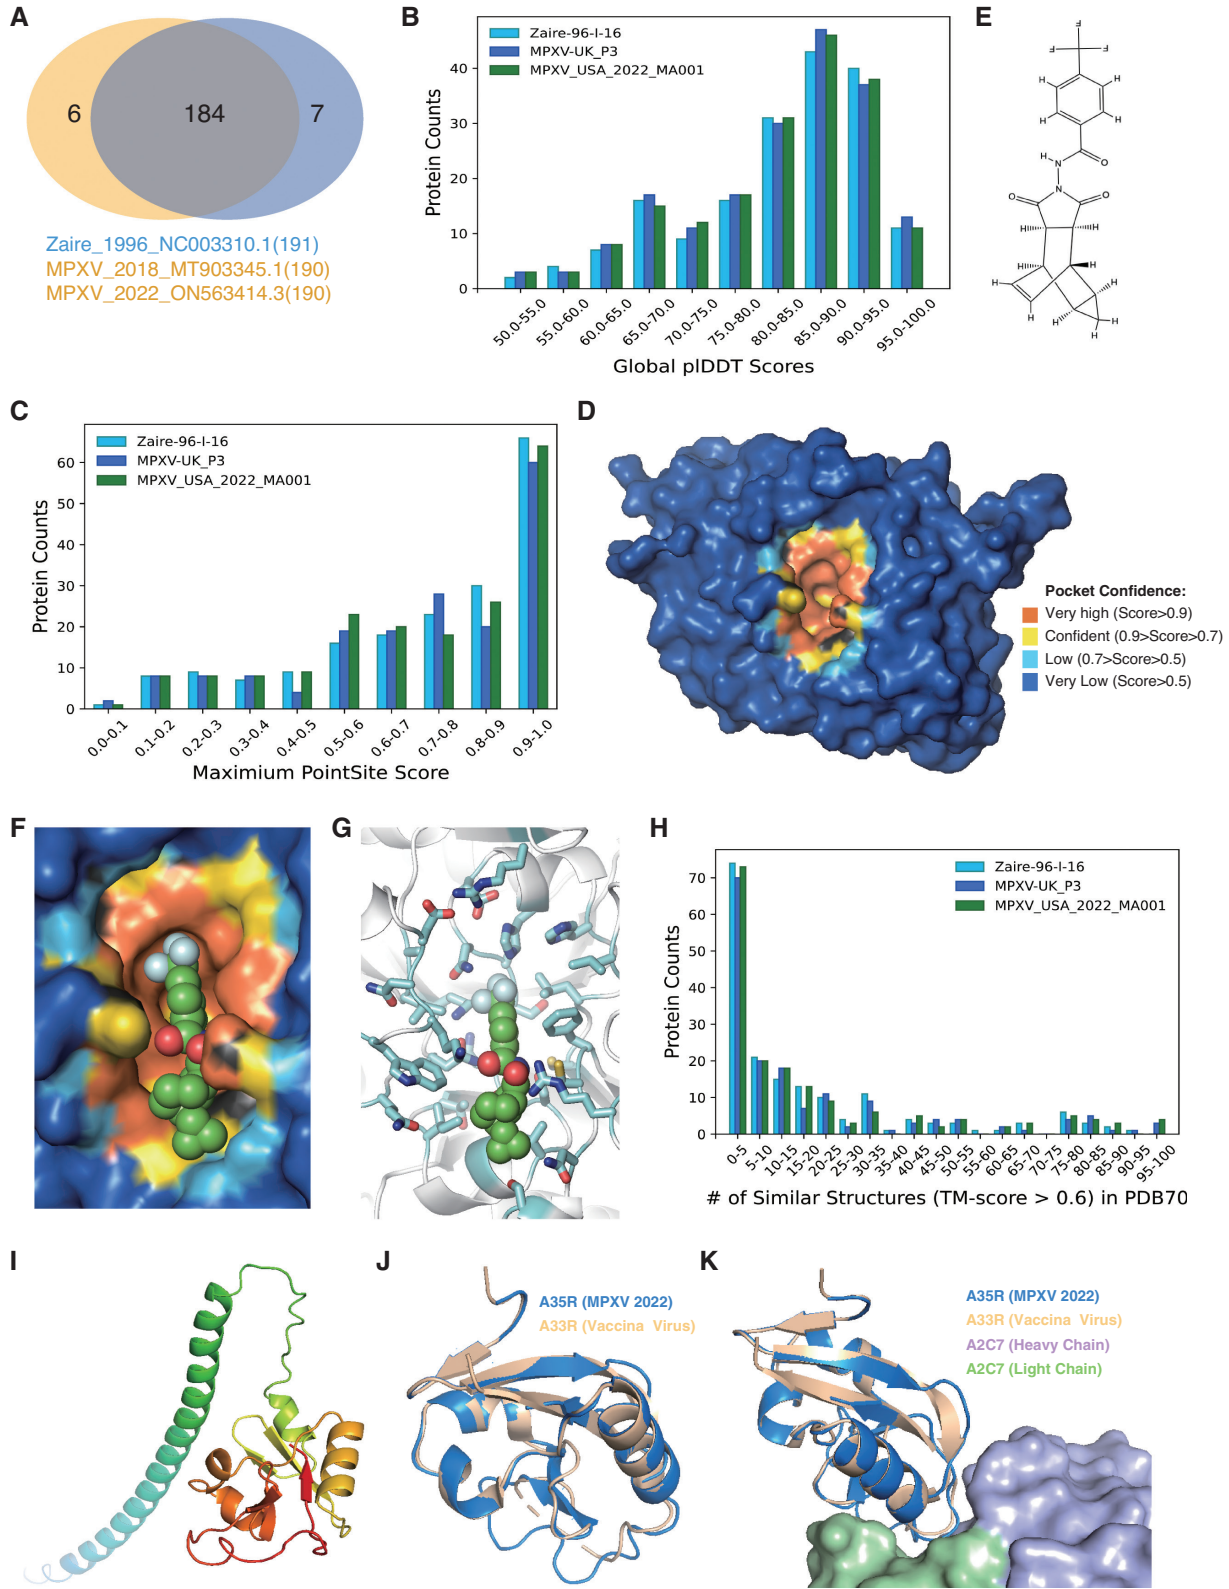 A
6
184
7
Zaire_1996_NC003310.1(191)
MPXV_2018_MT903345.1(190)
MPXV_2022_ON563414.3(190)
B
Zaire-96-I-16
MPXV-UK_P3
MPXV_USA_2022_MA001
Protein Counts
40
30
20
10
0
50.0-55.0
55.0-60.0
60.0-65.0
65.0-70.0
70.0-75.0
75.0-80.0
80.0-85.0
85.0-90.0
90.0-95.0
95.0-100.0
Global plDDT Scores
E
F
F F
H H
H H
O
H N
N
O O
H H
H H
H
H
H
H H
H
C
Zaire-96-I-16
MPXV-UK_P3
MPXV_USA_2022_MA001
Protein Counts
60
50
40
30
20
10
0
0.0-0.1
0.1-0.2
0.2-0.3
0.3-0.4
0.4-0.5
0.5-0.6
0.6-0.7
0.7-0.8
0.8-0.9
0.9-1.0
Maximium PointSite Score
D
Pocket Confidence:
Very high (Score>0.9)
Confident (0.9>Score>0.7)
Low (0.7>Score>0.5)
Very Low (Score>0.5)
F
G
H
Zaire-96-I-16
MPXV-UK_P3
MPXV_USA_2022_MA001
Protein Counts
70
60
50
40
30
20
10
0
0-5
5-10
10-15
15-20
20-25
25-30
30-35
35-40
40-45
45-50
50-55
55-60
60-65
65-70
70-75
75-80
80-85
85-90
90-95
95-100
# of Similar Structures (TM-score > 0.6) in PDB70
I
J
A35R (MPXV 2022)
A33R (Vaccina Virus)
K
A35R (MPXV 2022)
A33R (Vaccina Virus)
A2C7 (Heavy Chain)
A2C7 (Light Chain)